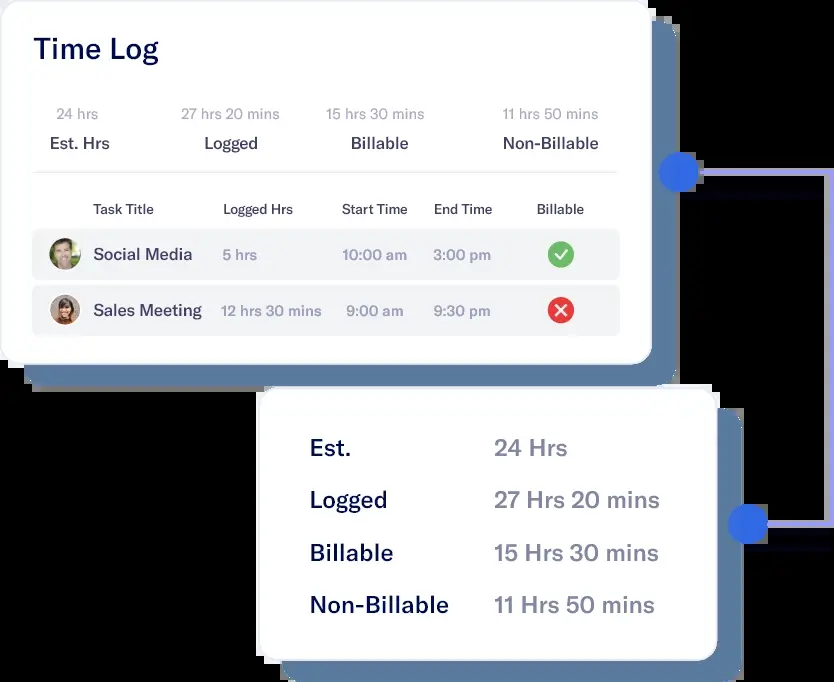 Time Log
24 hrs 27 hrs 20 mins 15 hrs 30 mins 11 hrs 50 mins
Est. Hrs Logged Billable Non-Billable
Task Title Logged Hrs Start Time End Time Billable
Social Media 5 hrs 10:00 am 3:00 pm
Sales Meeting 12 hrs 30 mins 9:00 am 9:30 pm
Est. 24 Hrs
Logged 27 Hrs 20 mins
Billable 15 Hrs 30 mins
Non-Billable 11 Hrs 50 mins